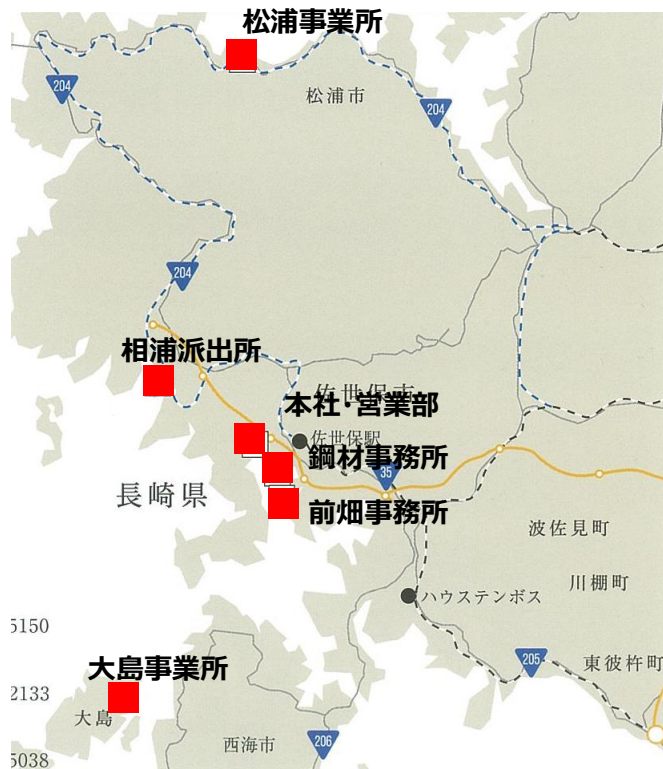 松浦事業所
204
松浦市
204
204
相浦派出所
佐世保市
本社・営業部
佐世保駅
鋼材事務所
35
長崎県
前畑事務所
波佐見町
川棚町
ハウステンボス
5150
205
東彼杵町
大島事業所
2133
大島
西海市
206
5038